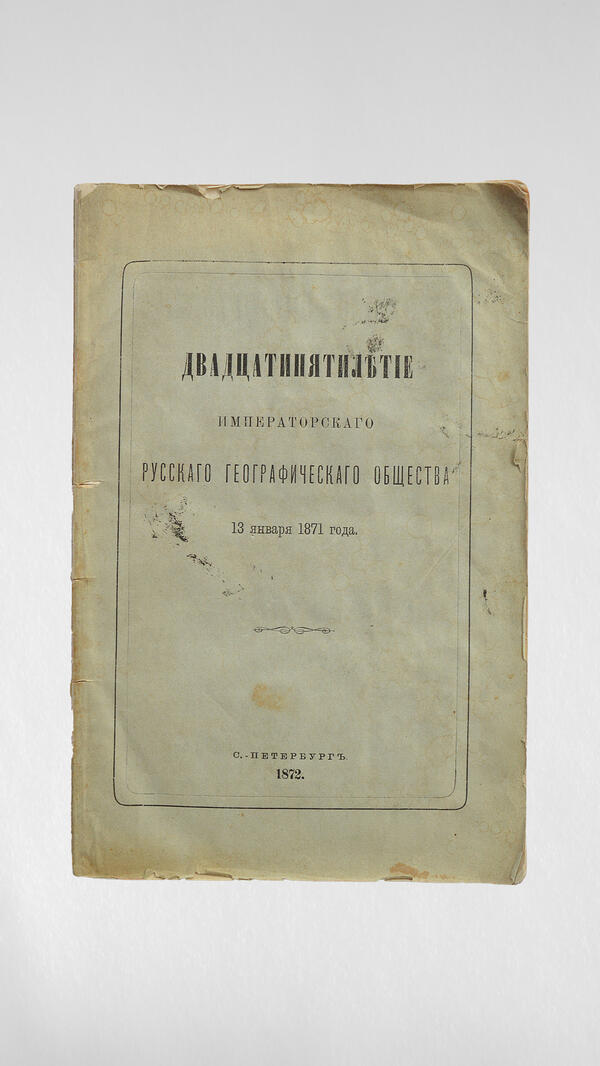 ДВАДЦАТИПЯТИЛѢТІЕ
ИМПЕРАТОРСКАГО
РУССКАГО ГЕОГРАФИЧЕСКАГО ОБЩЕСТВА
13 января 1871 года.
С.-ПЕТЕРБУРГЪ.
1872.